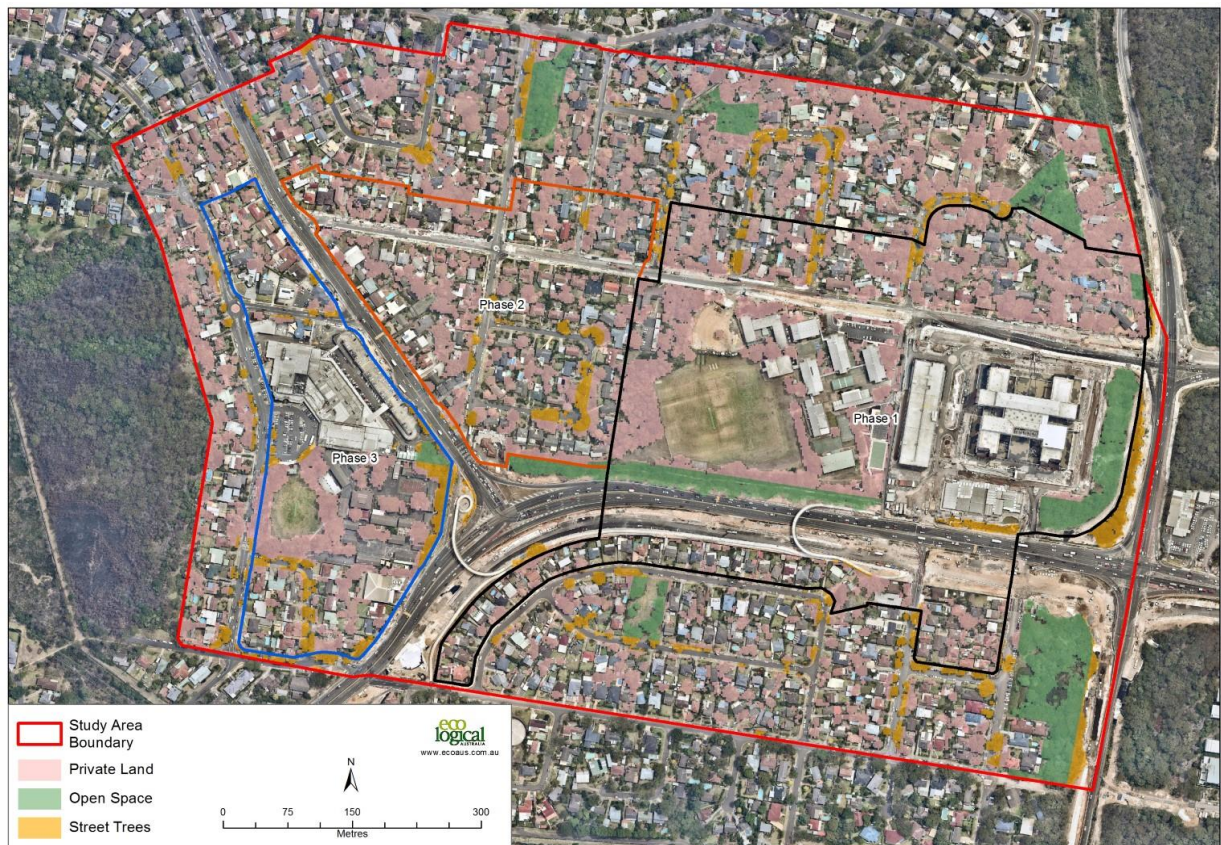 Phase 2
Phase 1
Phase 3
Study Area
Boundary
Private Land
Open Space
Street Trees
eco
logical
AUSTRALIA
www.ecoaus.com.au
N
0 75 150 300
Metres